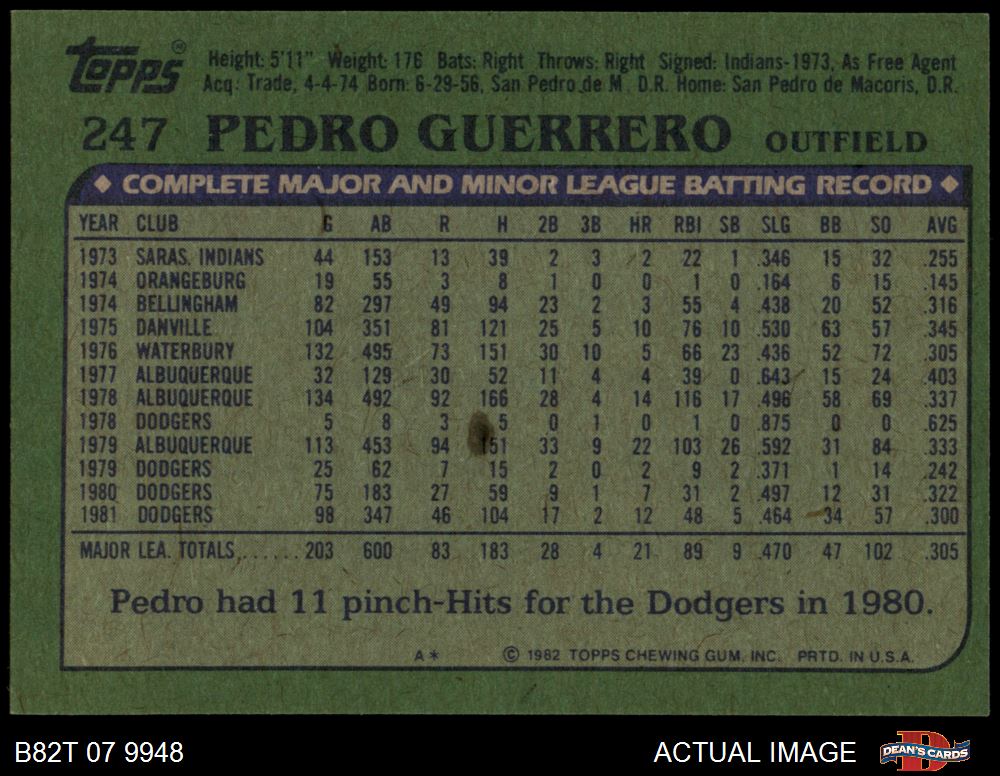 Topps® Height: 5'11" Weight: 176 Bats: Right Throws: Right Signed: Indians-1973, As Free Agent
Acq: Trade, 4-4-74 Born: 6-29-56, San Pedro de M. D.R. Home: San Pedro de Macoris, D.R.
247 PEDRO GUERRERO OUTFIELD
◆ COMPLETE MAJOR AND MINOR LEAGUE BATTING RECORD ◆
YEAR CLUB G AB R H 2B 3B HR RBI SB SLG BB SO AVG
1973 SARAS. INDIANS 44 153 13 39 2 3 2 22 1 .346 15 32 .255
1974 ORANGEBURG 19 55 3 8 1 0 0 1 0 .164 6 15 .145
1974 BELLINGHAM 82 297 49 94 23 2 3 55 4 .438 20 52 .316
1975 DANVILLE 104 351 81 121 25 5 10 76 10 .530 63 57 .345
1976 WATERBURY 132 495 73 151 30 10 5 66 23 .436 52 72 .305
1977 ALBUQUERQUE 32 129 30 52 11 4 4 39 0 .643 15 24 .403
1978 ALBUQUERQUE 134 492 92 166 28 4 14 116 17 .496 58 69 .337
1978 DODGERS 5 8 3 5 0 1 0 1 0 .875 0 0 .625
1979 ALBUQUERQUE 113 453 94 151 33 9 22 103 26 .592 31 84 .333
1979 DODGERS 25 62 7 15 2 0 2 9 2 .371 1 14 .242
1980 DODGERS 75 183 27 59 9 1 7 31 2 .497 12 31 .322
1981 DODGERS 98 347 46 104 17 2 12 48 5 .464 34 57 .300
MAJOR LEA. TOTALS....... 203 600 83 183 28 4 21 89 9 .470 47 102 .305
Pedro had 11 pinch-Hits for the Dodgers in 1980.
A* © 1982 TOPPS CHEWING GUM, INC. PRTD. IN U.S.A.
B82T 07 9948 ACTUAL IMAGE D DEAN'S CARDS